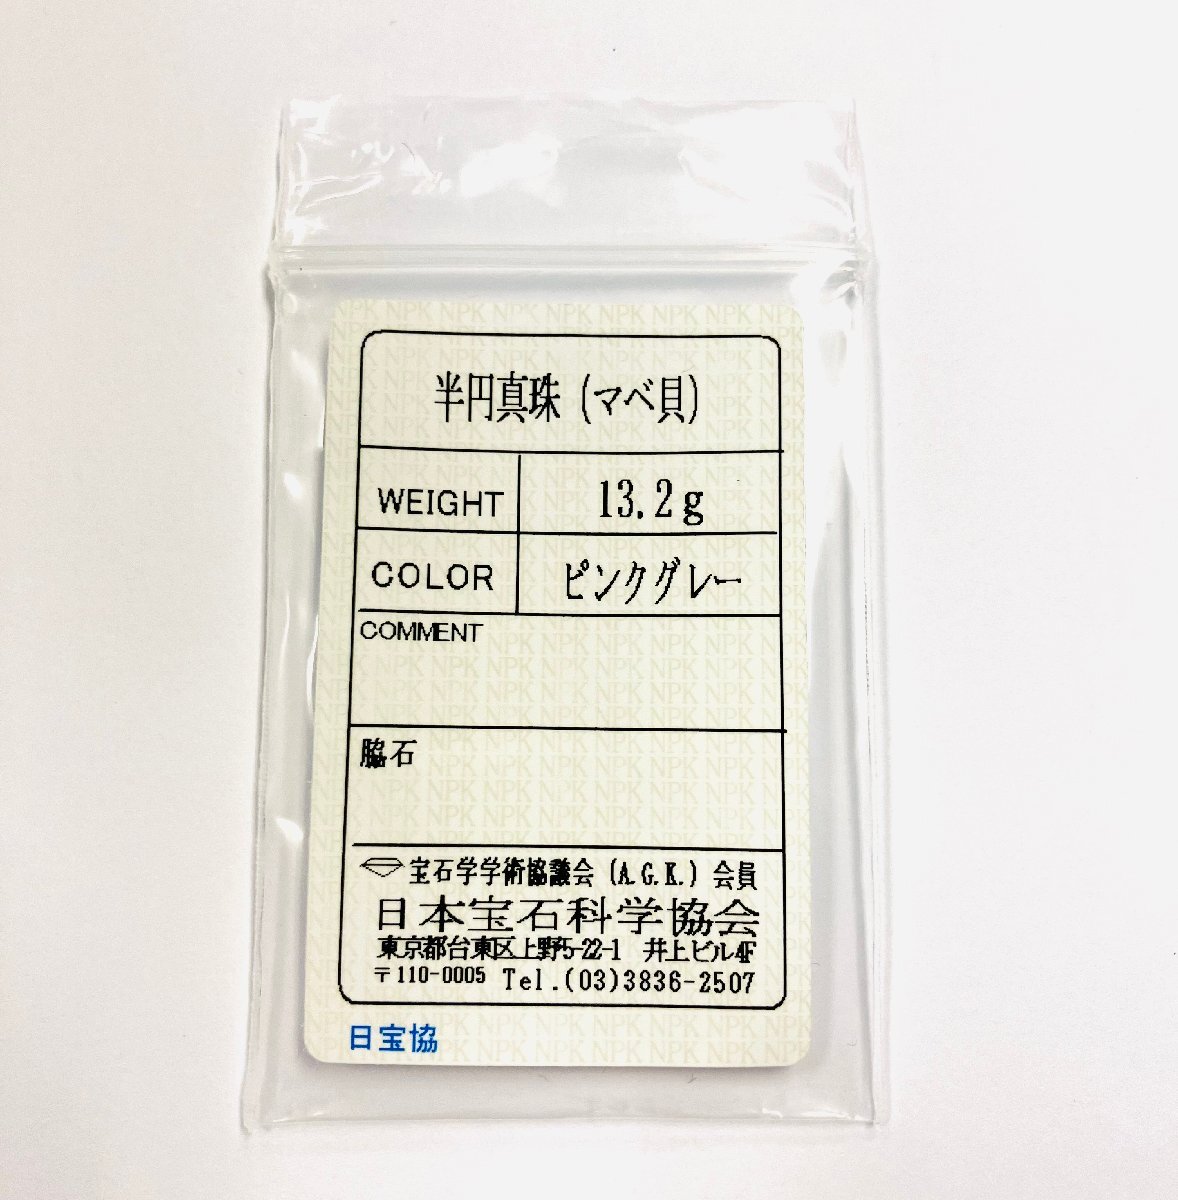 半円真珠(マベ貝)
WEIGHT 13.2g
COLOR ピンクグレー
COMMENT
脇石
宝石学学術協議会(A.G.K.)会員
日本宝石科学協会
東京都台東区上野5-22-1 井上ビル4F
〒110-0005 Tel.(03)3836-2507
日宝協